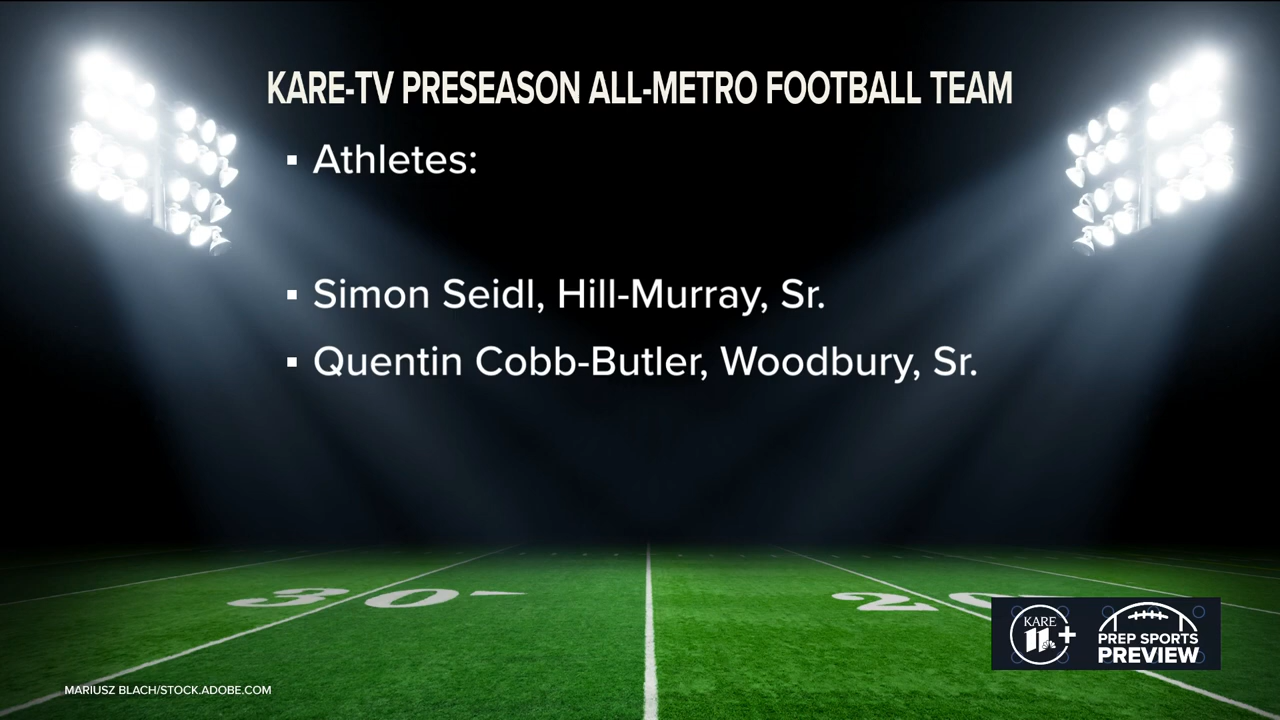 KARE-TV PRESEASON ALL-METRO FOOTBALL TEAM
▪ Athletes:
▪ Simon Seidl, Hill-Murray, Sr.
▪ Quentin Cobb-Butler, Woodbury, Sr.
30
20
KARE
11+
PREP SPORTS
PREVIEW
MARIUSZ BLACH/STOCK.ADOBE.COM